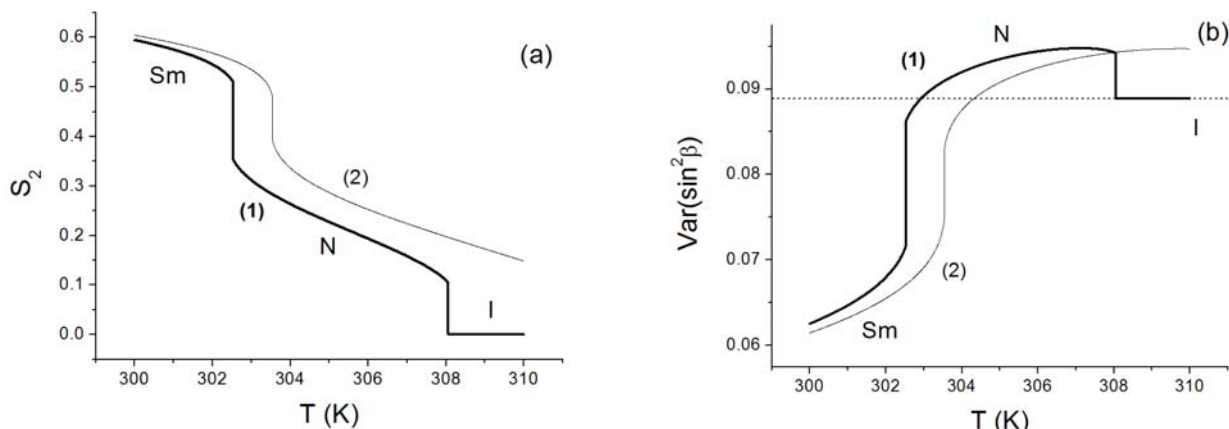 (a)
0.6
0.5
0.4
0.3
0.2
0.1
0.0
S2
Sm
(1)
(2)
N
I
300 302 304 306 308 310
T (K)
(b)
0.09
0.08
0.07
0.06
Var(sin²β)
(1)
N
I
(2)
Sm
300 302 304 306 308 310
T (K)